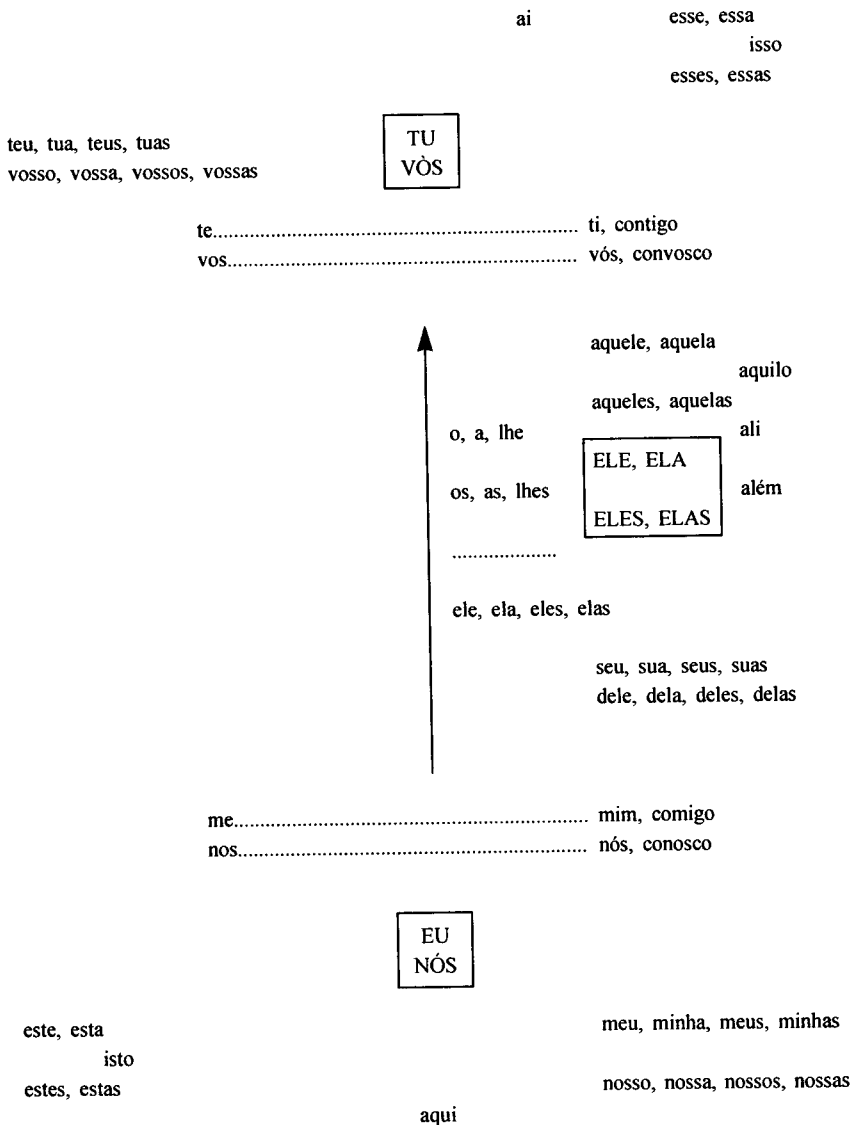 ai esse, essa
isso
esses, essas
teu, tua, teus, tuas
vosso, vossa, vossos, vossas
TU
VÒS
te.................................................................... ti, contigo
vos.................................................................. vós, convosco
aquele, aquela
aquilo
aqueles, aquelas
o, a, lhe
ali
ELE, ELA
os, as, lhes
além
ELES, ELAS
....................
ele, ela, eles, elas
seu, sua, seus, suas
dele, dela, deles, delas
me.................................................................... mim, comigo
nos................................................................... nós, conosco
EU
NÓS
este, esta
isto
estes, estas
meu, minha, meus, minhas
nosso, nossa, nossos, nossas
aqui